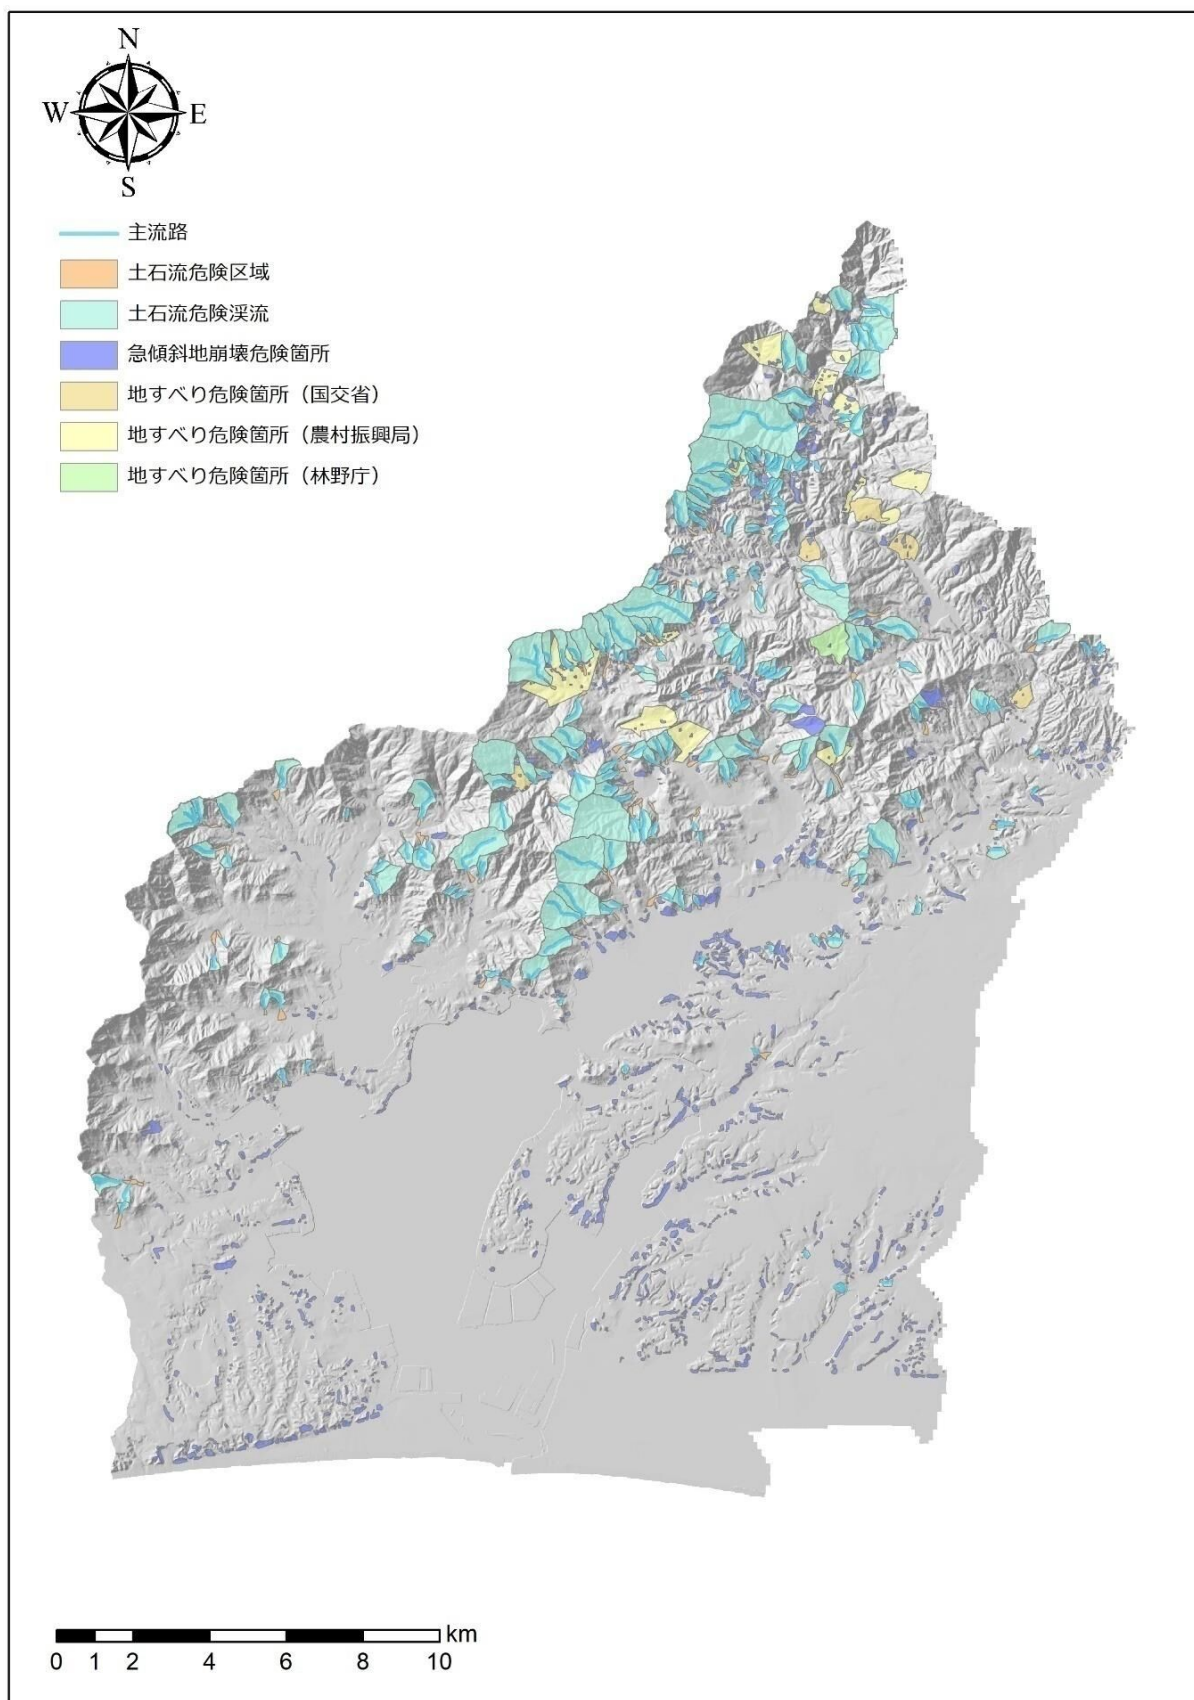 N
W E
S
主流路
土石流危険区域
土石流危険渓流
急傾斜地崩壊危険箇所
地すべり危険箇所（国交省）
地すべり危険箇所（農村振興局）
地すべり危険箇所（林野庁）
km
0 1 2 4 6 8 10